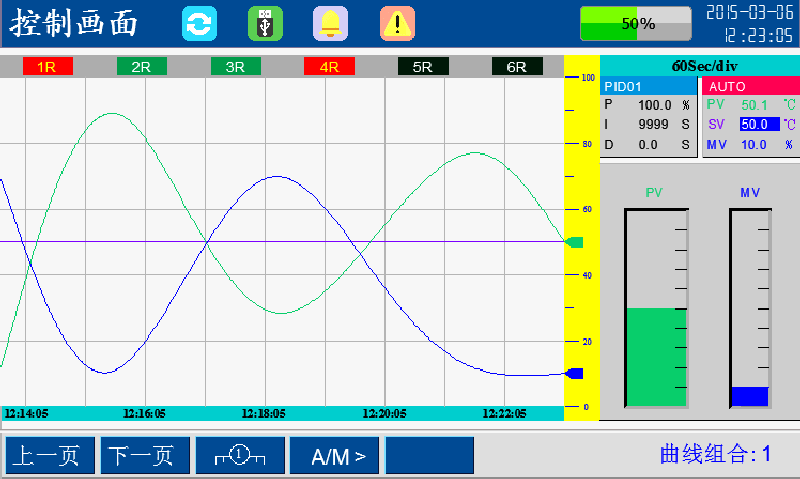 控制画面
50%
2015-03-06
12:23:05
1R 2R 3R 4R 5R 6R
60Sec/div
100
80
60
40
20
0
PID01
P 100.0 %
I 9999 S
D 0.0 S
AUTO
PV 50.1 ℃
SV 50.0 ℃
MV 10.0 %
PV MV
12:14:05 12:16:05 12:18:05 12:20:05 12:22:05
上一页 下一页 1 A/M >
曲线组合: 1